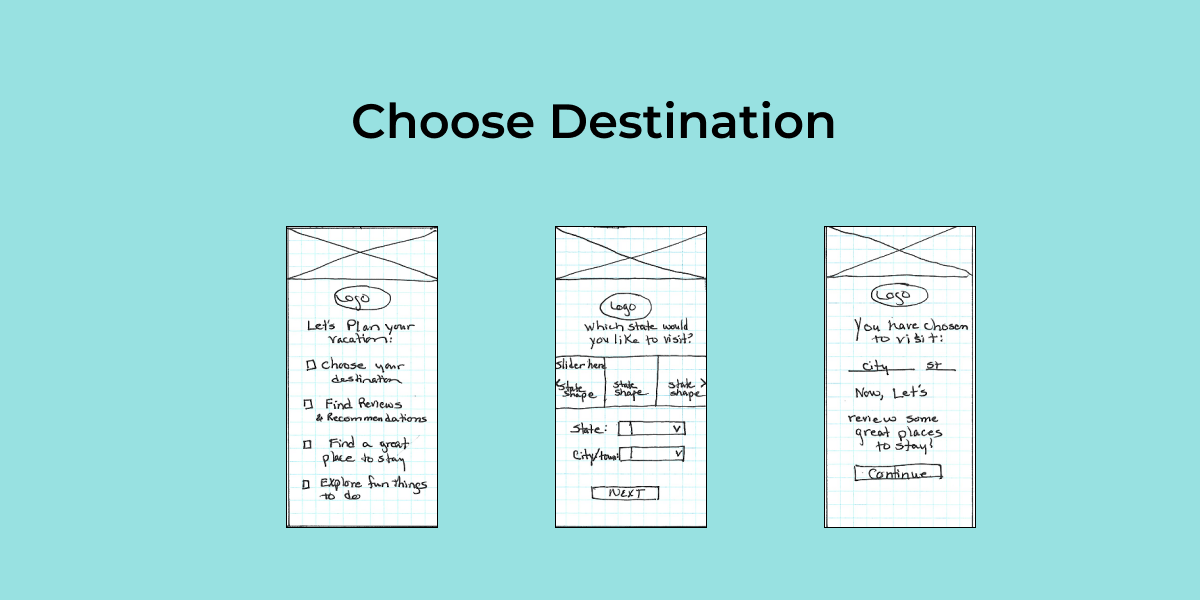 Choose Destination
Logo
Let's Plan your
vacation:
Choose your
destination
Find Reviews
& Recommendations
Find a great
place to stay
Explore fun things
to do
Logo
Which state would
you like to visit?
Slider here
< State shape
State shape
State shape >
State:
City/town:
NEXT
Logo
You have chosen
to visit:
City St
Now, Let's
review some
great places
to stay!
Continue